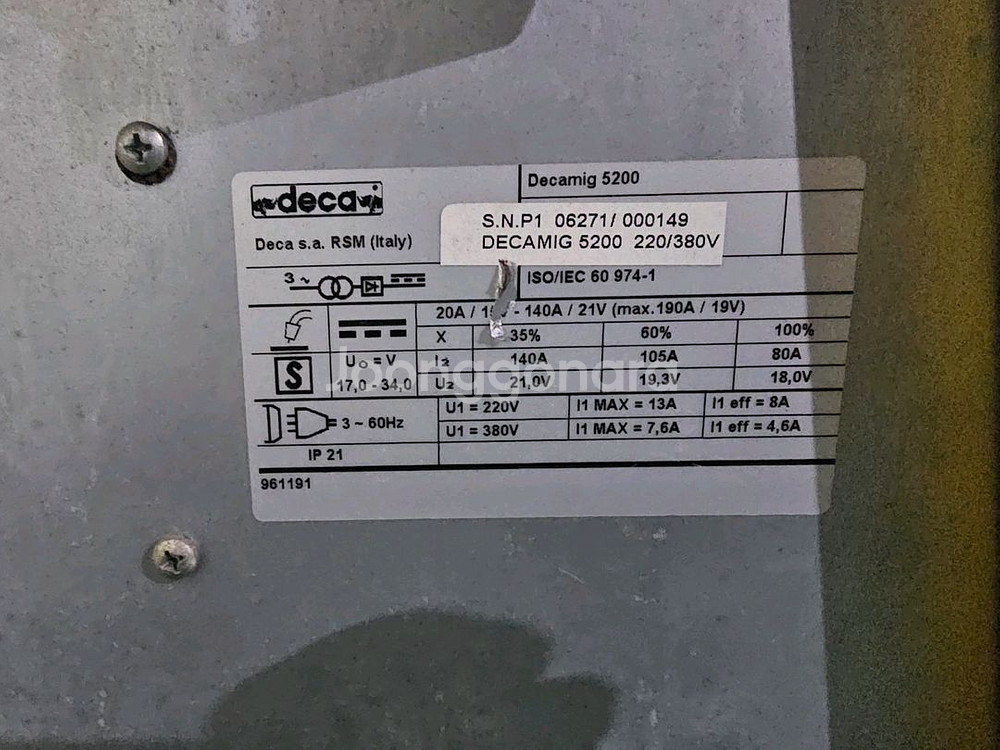 deca
Decamig 5200
S.N.P1 06271/ 000149
DECAMIG 5200 220/380V
Deca s.a. RSM (Italy)
3~
ISO/IEC 60 974-1
20A / - 140A / 21V (max.190A / 19V)
X 35% 60% 100%
S
U₀ = V I₂ 140A 105A 80A
17,0 - 34,0 U₂ 21,0V 19,3V 18,0V
3 ~ 60Hz
U1 = 220V I1 MAX = 13A I1 eff = 8A
U1 = 380V I1 MAX = 7,6A I1 eff = 4,6A
IP 21
961191
Joonggonara